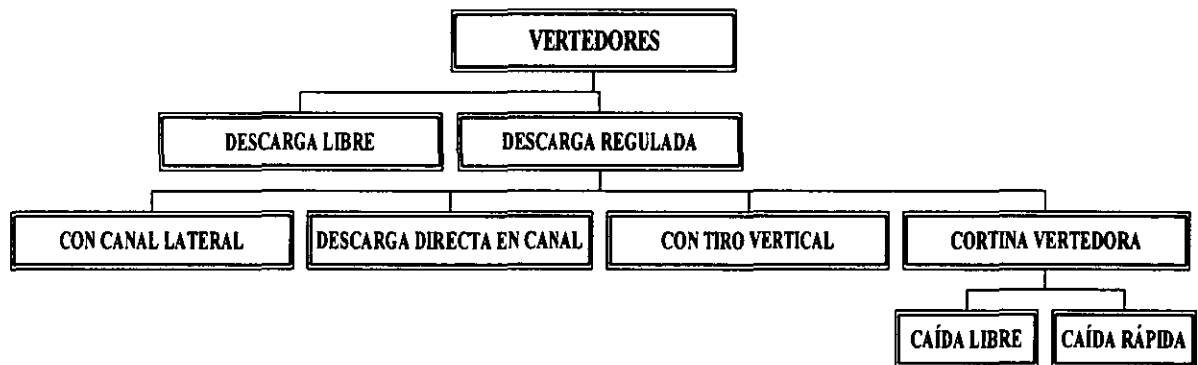 VERTEDORES
DESCARGA LIBRE
DESCARGA REGULADA
CON CANAL LATERAL
DESCARGA DIRECTA EN CANAL
CON TIRO VERTICAL
CORTINA VERTEDORA
CAÍDA LIBRE
CAÍDA RÁPIDA